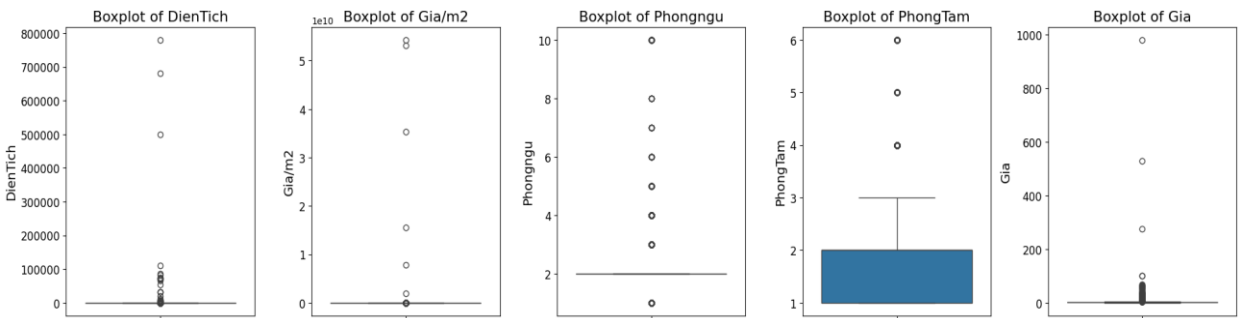 Boxplot of DienTich
800000
700000
600000
500000
400000
300000
200000
100000
0
DienTich
Boxplot of Gia/m2
1e10
5
4
3
2
1
0
Gia/m2
Boxplot of Phongngu
10
8
6
4
2
Phongngu
Boxplot of PhongTam
6
5
4
3
2
1
PhongTam
Boxplot of Gia
1000
800
600
400
200
0
Gia